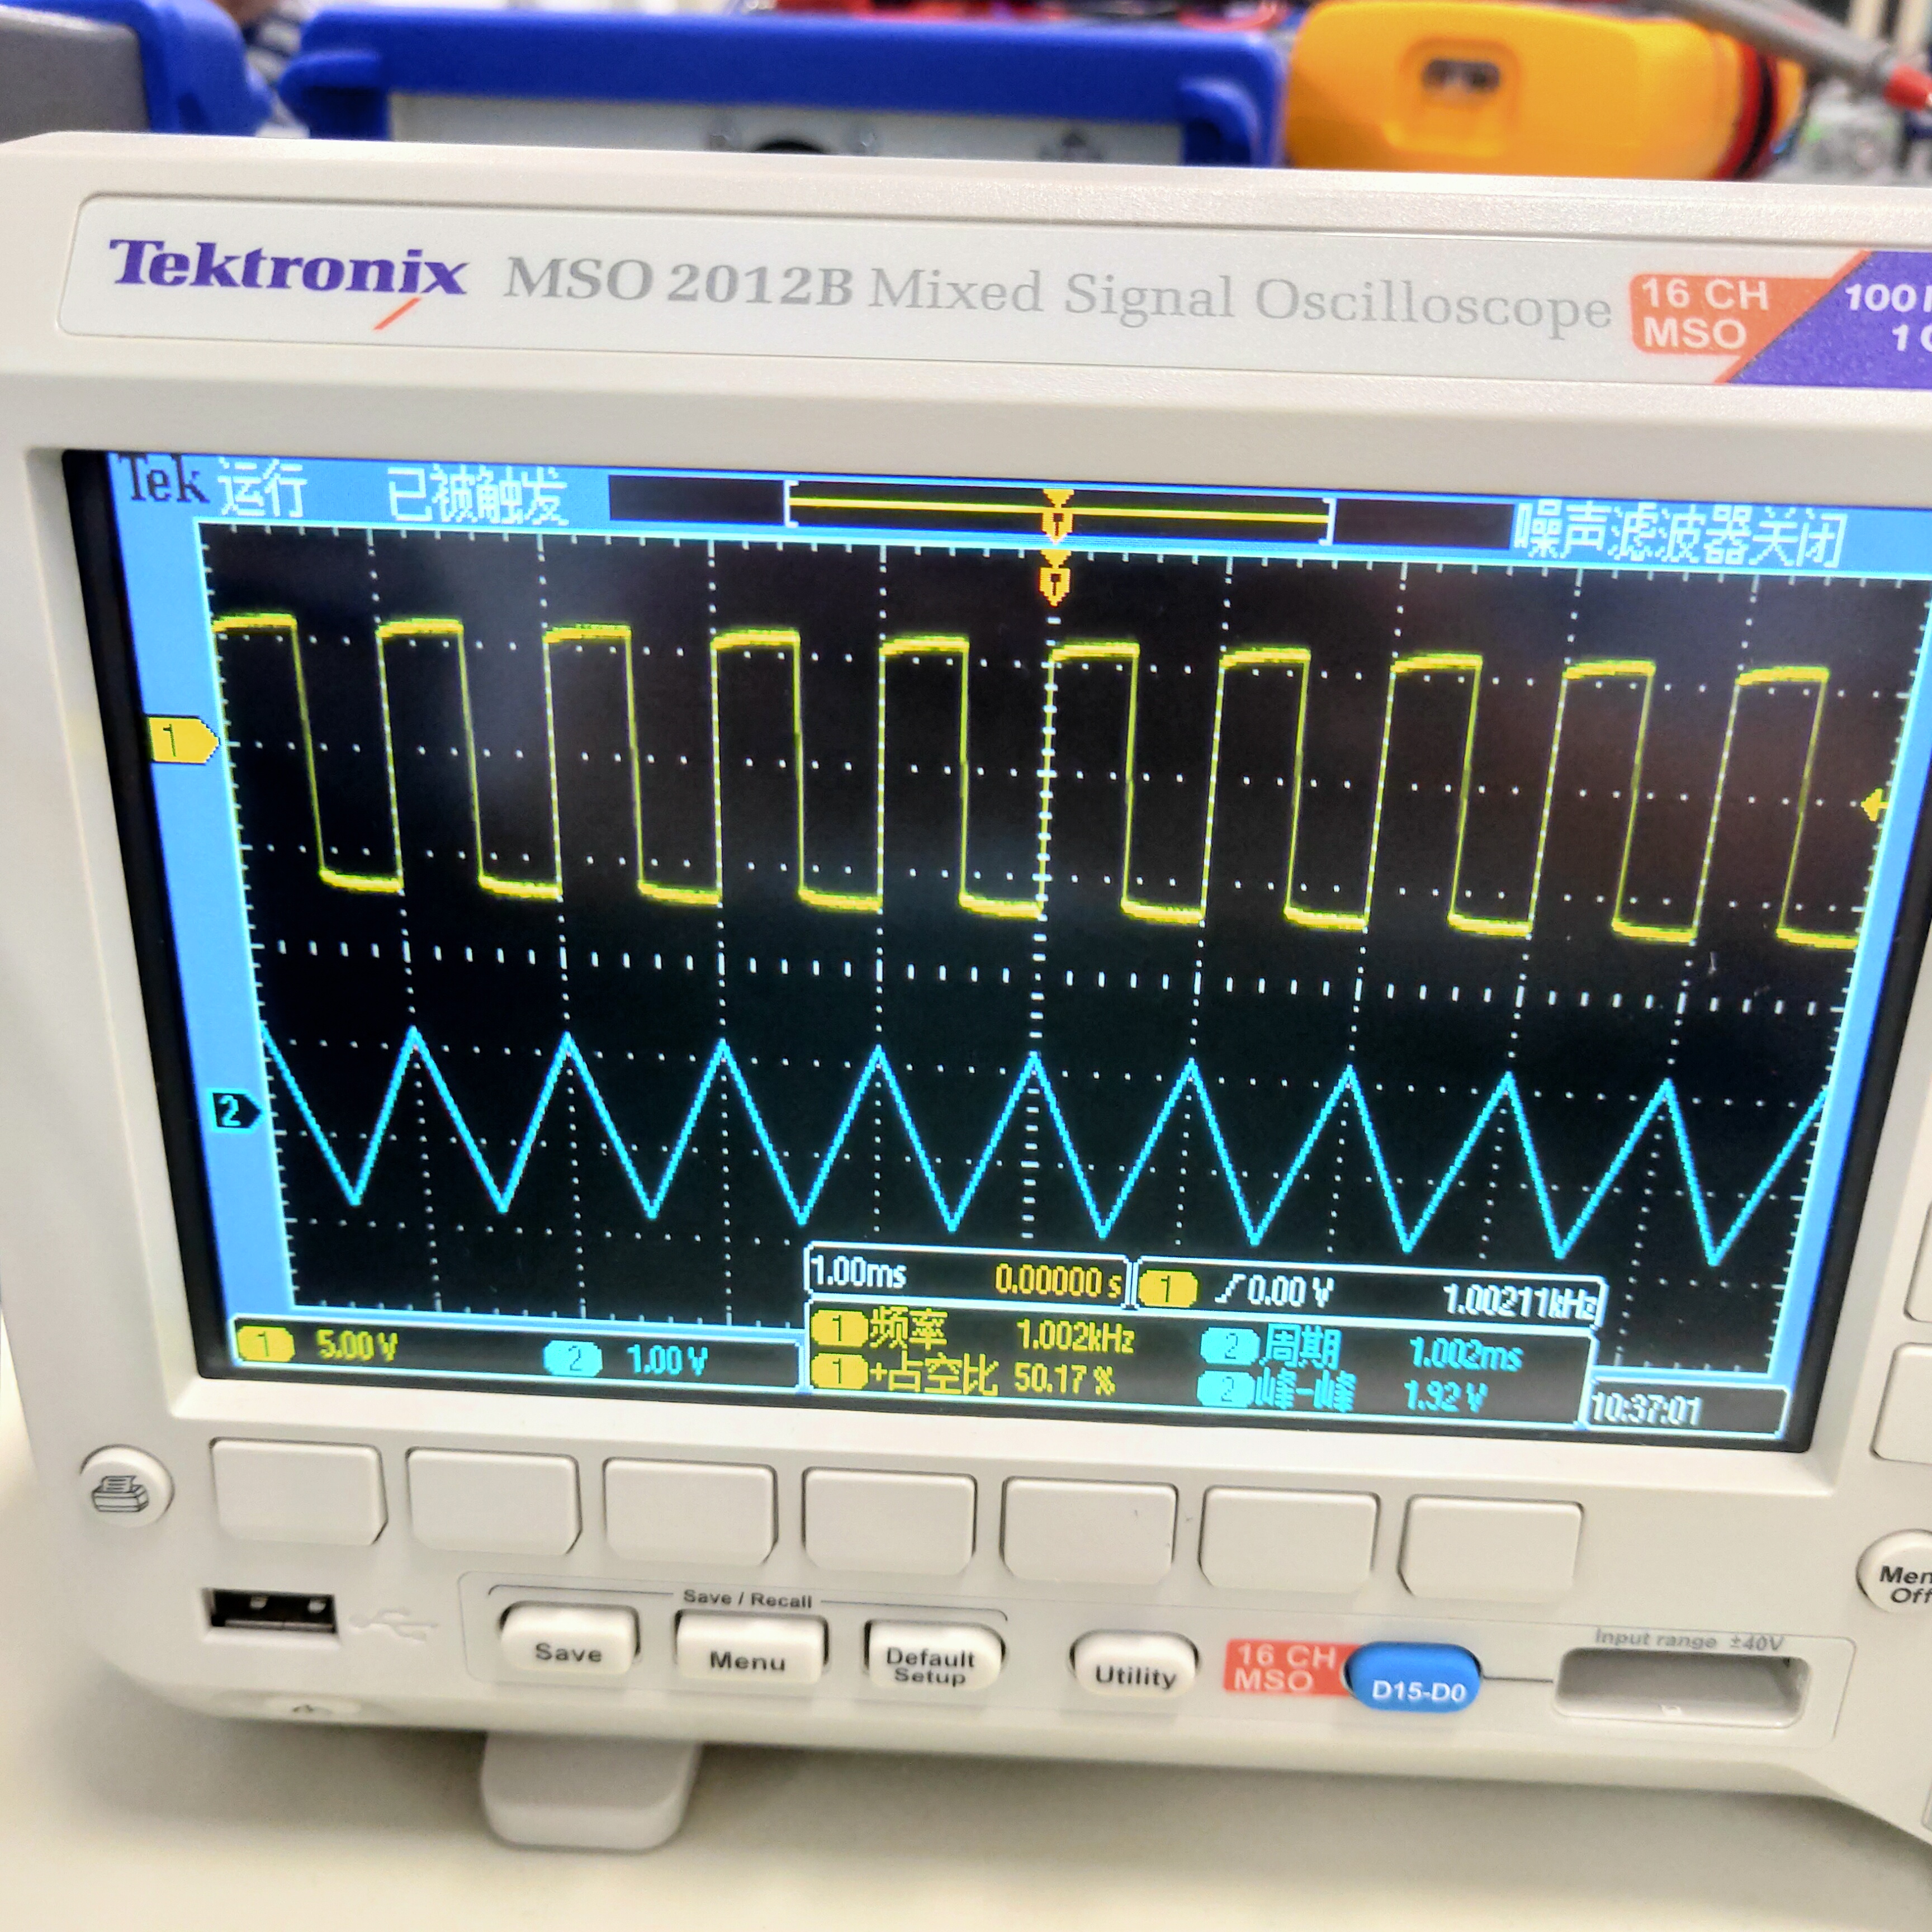 Tektronix MSO 2012B Mixed Signal Oscilloscope
16 CH
MSO
100
1
Tek 运行 已被触发 噪声滤波器关闭
T
T
1
2
1.00ms 0.00000 s 1 0.00 V 1.00211kHz
1 5.00 V 2 1.00 V
1 频率 1.002kHz 2 周期 1.002ms
1 +占空比 50.17 % 2 峰-峰 1.92 V
10:37:01
Save / Recall
Save
Menu
Default
Setup
Utility
16 CH
MSO
D15-D0
Input range ±40V
Off